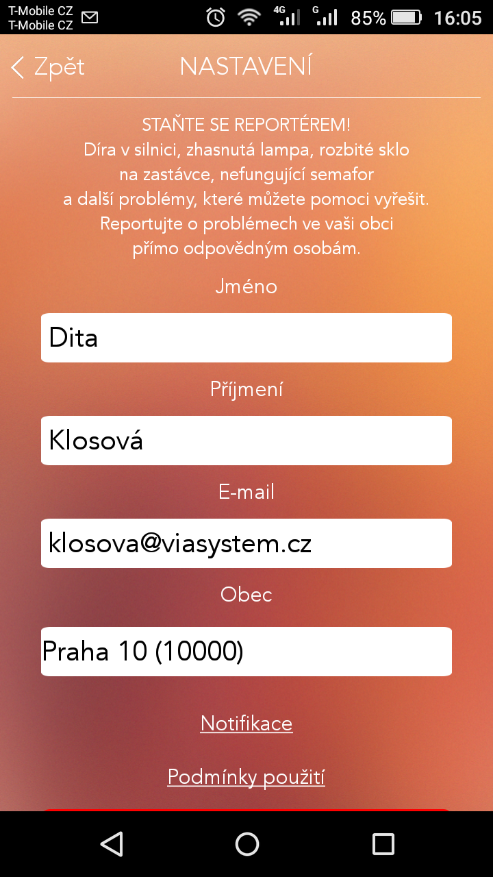 T-Mobile CZ
T-Mobile CZ
4G
G
85%
16:05
Zpět
NASTAVENÍ
STAŇTE SE REPORTÉREM!
Díra v silnici, zhasnutá lampa, rozbité sklo
na zastávce, nefungující semafor
a další problémy, které můžete pomoci vyřešit.
Reportujte o problémech ve vaši obci
přímo odpovědným osobám.
Jméno
Dita
Příjmení
Klosová
E-mail
klosova@viasystem.cz
Obec
Praha 10 (10000)
Notifikace
Podmínky použití